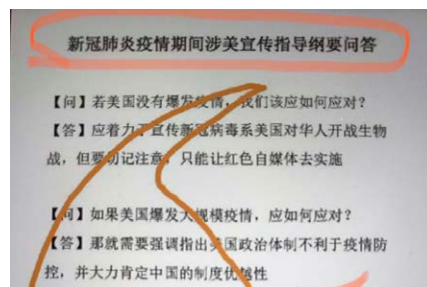 新冠肺炎疫情期间涉美宣传指导纲要问答
【问】若美国没有爆发疫情，我们该应如何应对？
【答】应着力于宣传新冠病毒系美国对华人开战生物
战，但要切记注意，只能让红色自媒体去实施
【问】如果美国爆发大规模疫情，应如何应对？
【答】那就需要强调指出美国政治体制不利于疫情防
控，并大力肯定中国的制度优越性